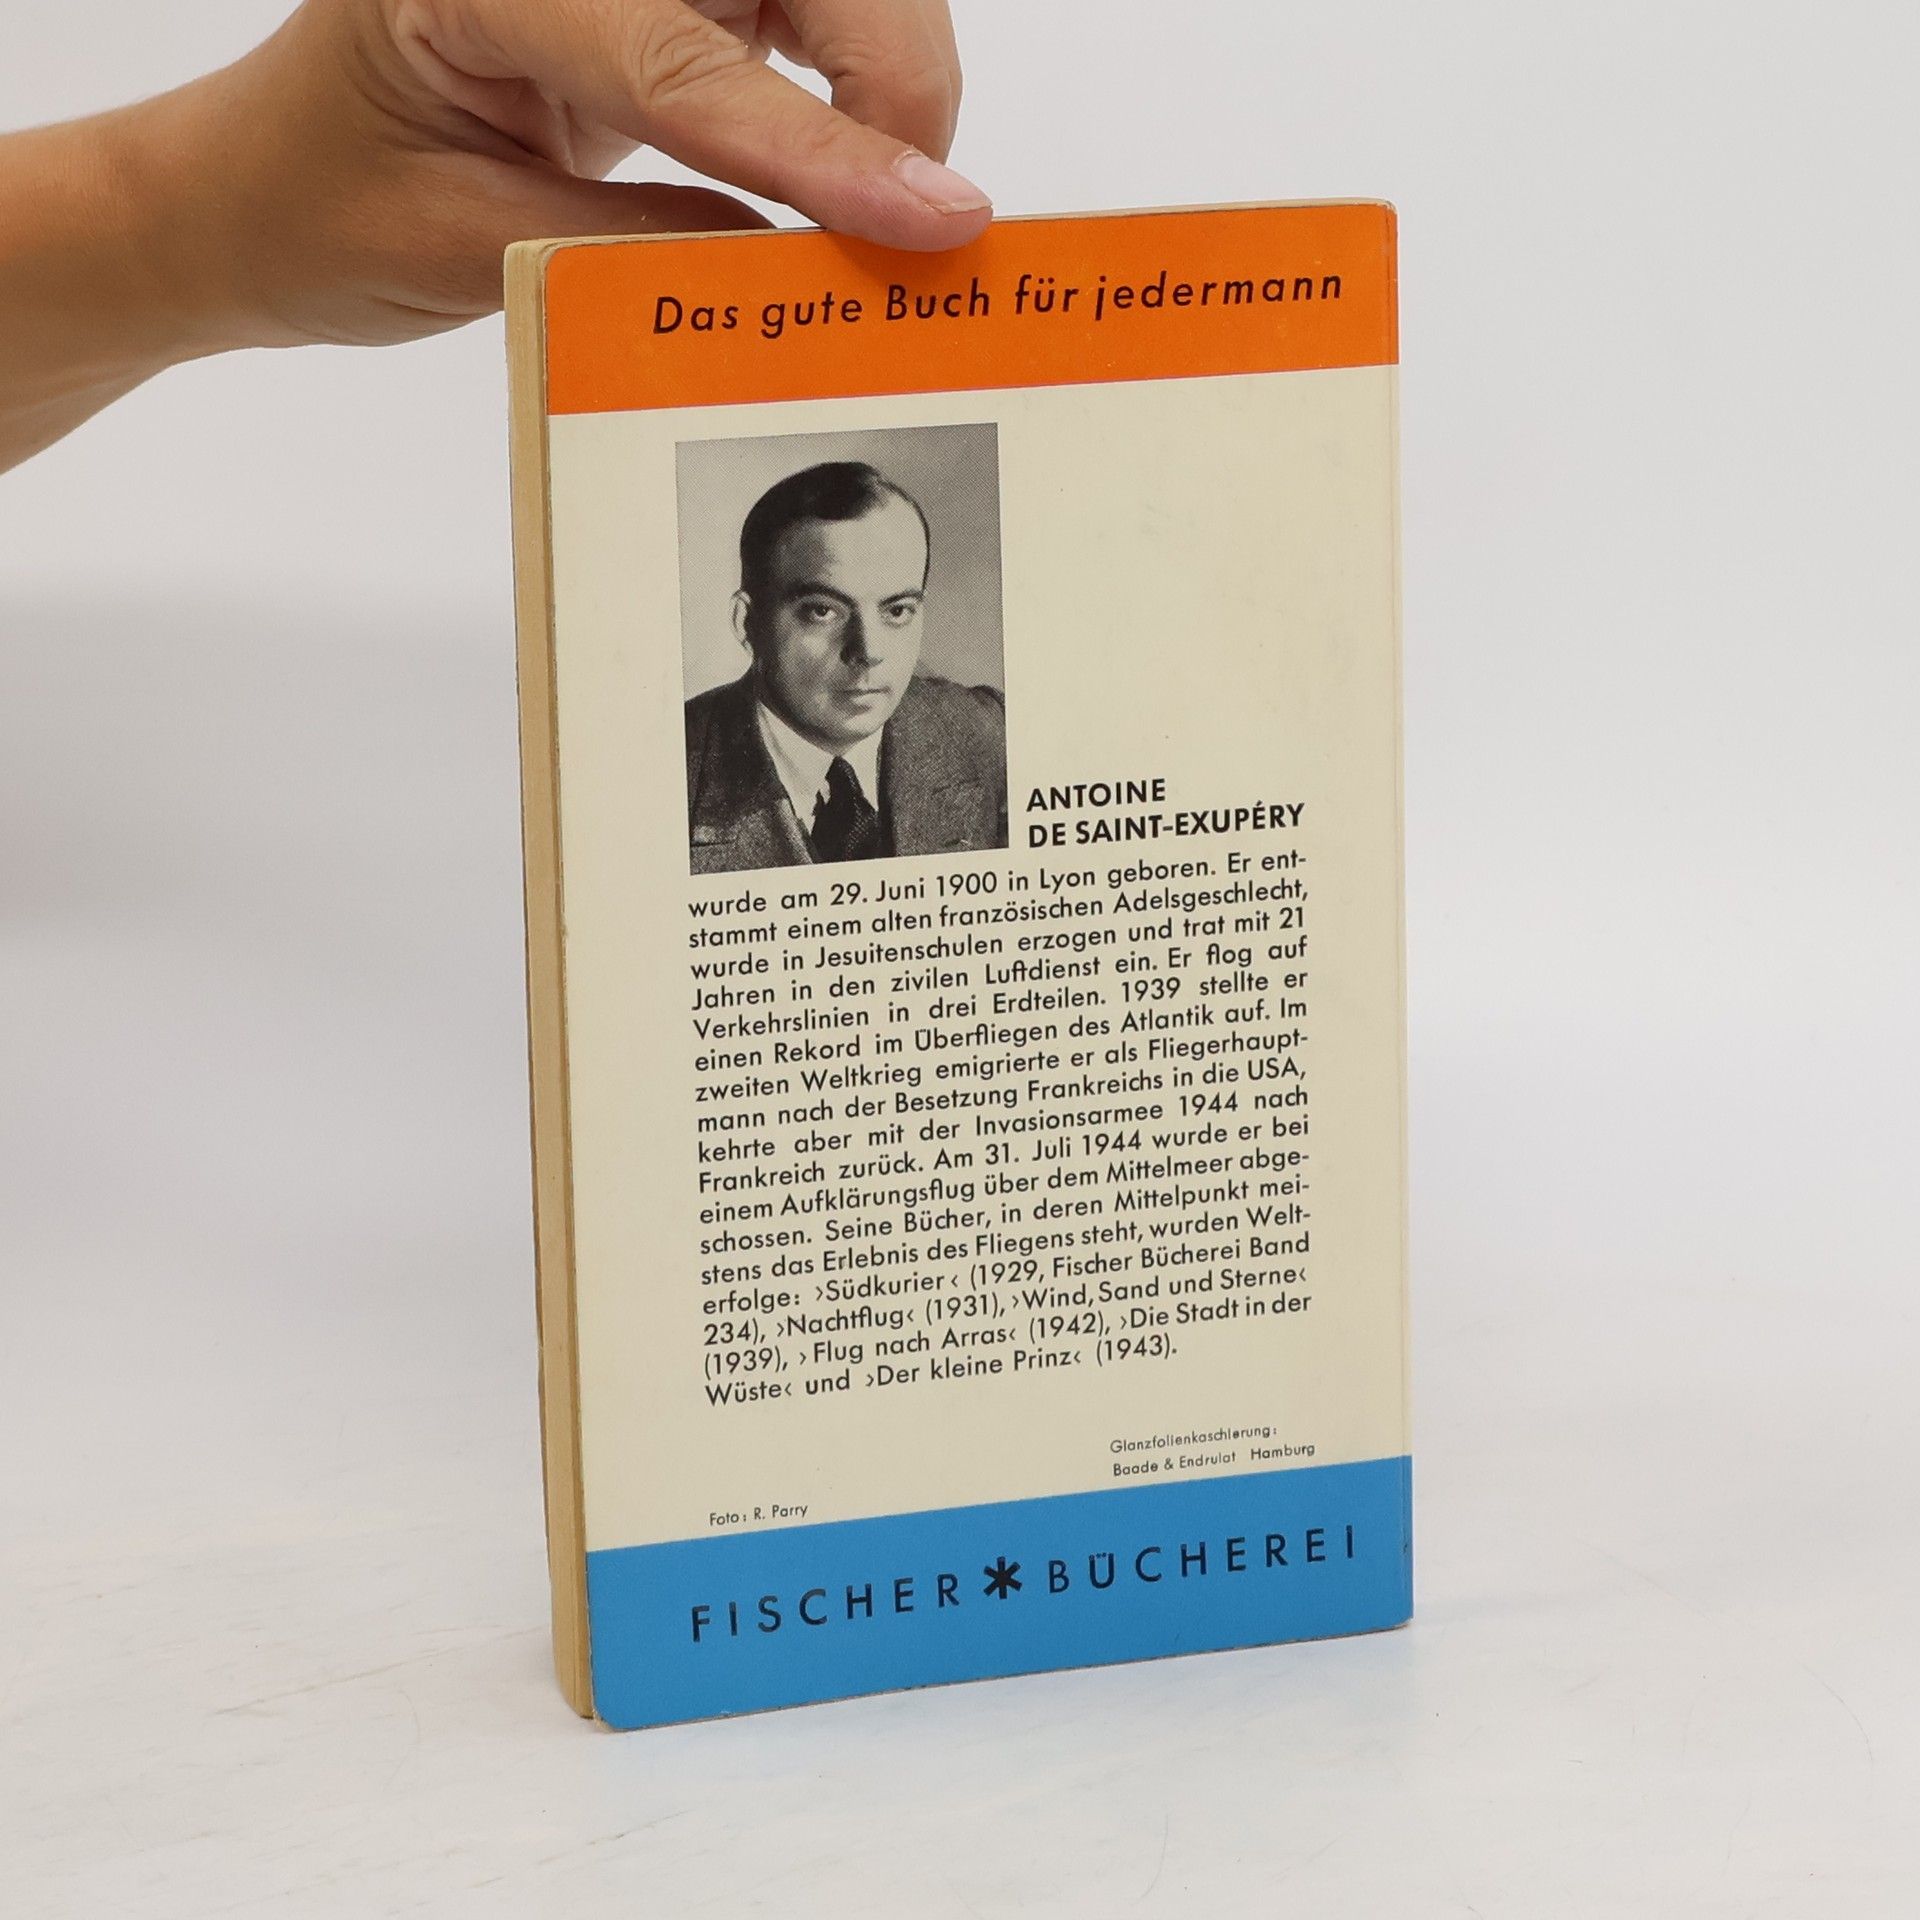 Das gute Buch für jedermann
ANTOINE
DE SAINT-EXUPÉRY
wurde am 29. Juni 1900 in Lyon geboren. Er ent-
stammt einem alten französischen Adelsgeschlecht,
wurde in Jesuitenschulen erzogen und trat mit 21
Jahren in den zivilen Luftdienst ein. Er flog auf
Verkehrslinien in drei Erdteilen. 1939 stellte er
einen Rekord im Überfliegen des Atlantik auf. Im
zweiten Weltkrieg emigrierte er als Fliegerhaupt-
mann nach der Besetzung Frankreichs in die USA,
kehrte aber mit der Invasionsarmee 1944 nach
Frankreich zurück. Am 31. Juli 1944 wurde er bei
einem Aufklärungsflug über dem Mittelmeer abge-
schossen. Seine Bücher, in deren Mittelpunkt mei-
stens das Erlebnis des Fliegens steht, wurden Welt-
erfolge: ›Südkurier‹ (1929, Fischer Bücherei Band
234), ›Nachtflug‹ (1931), ›Wind, Sand und Sterne‹
(1939), ›Flug nach Arras‹ (1942), ›Die Stadt in der
Wüste‹ und ›Der kleine Prinz‹ (1943).
Glanzfolienkaschierung:
Baade & Endrulat Hamburg
Foto: R. Parry
FISCHER * BÜCHEREI